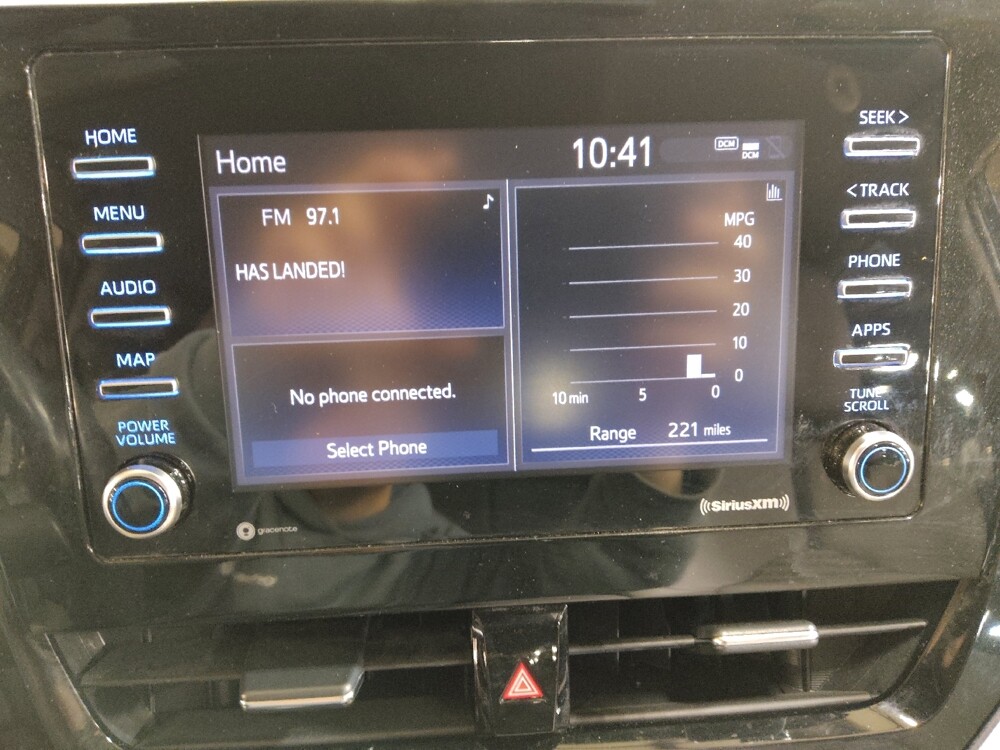 HOME
MENU
AUDIO
MAP
POWER
VOLUME
Home
10:41
DCM
DCM
FM 97.1
HAS LANDED!
No phone connected.
Select Phone
MPG
40
30
20
10
0
10 min 5 0
Range 221 miles
SEEK >
< TRACK
PHONE
APPS
TUNE
SCROLL
gracenote
((SiriusXM))